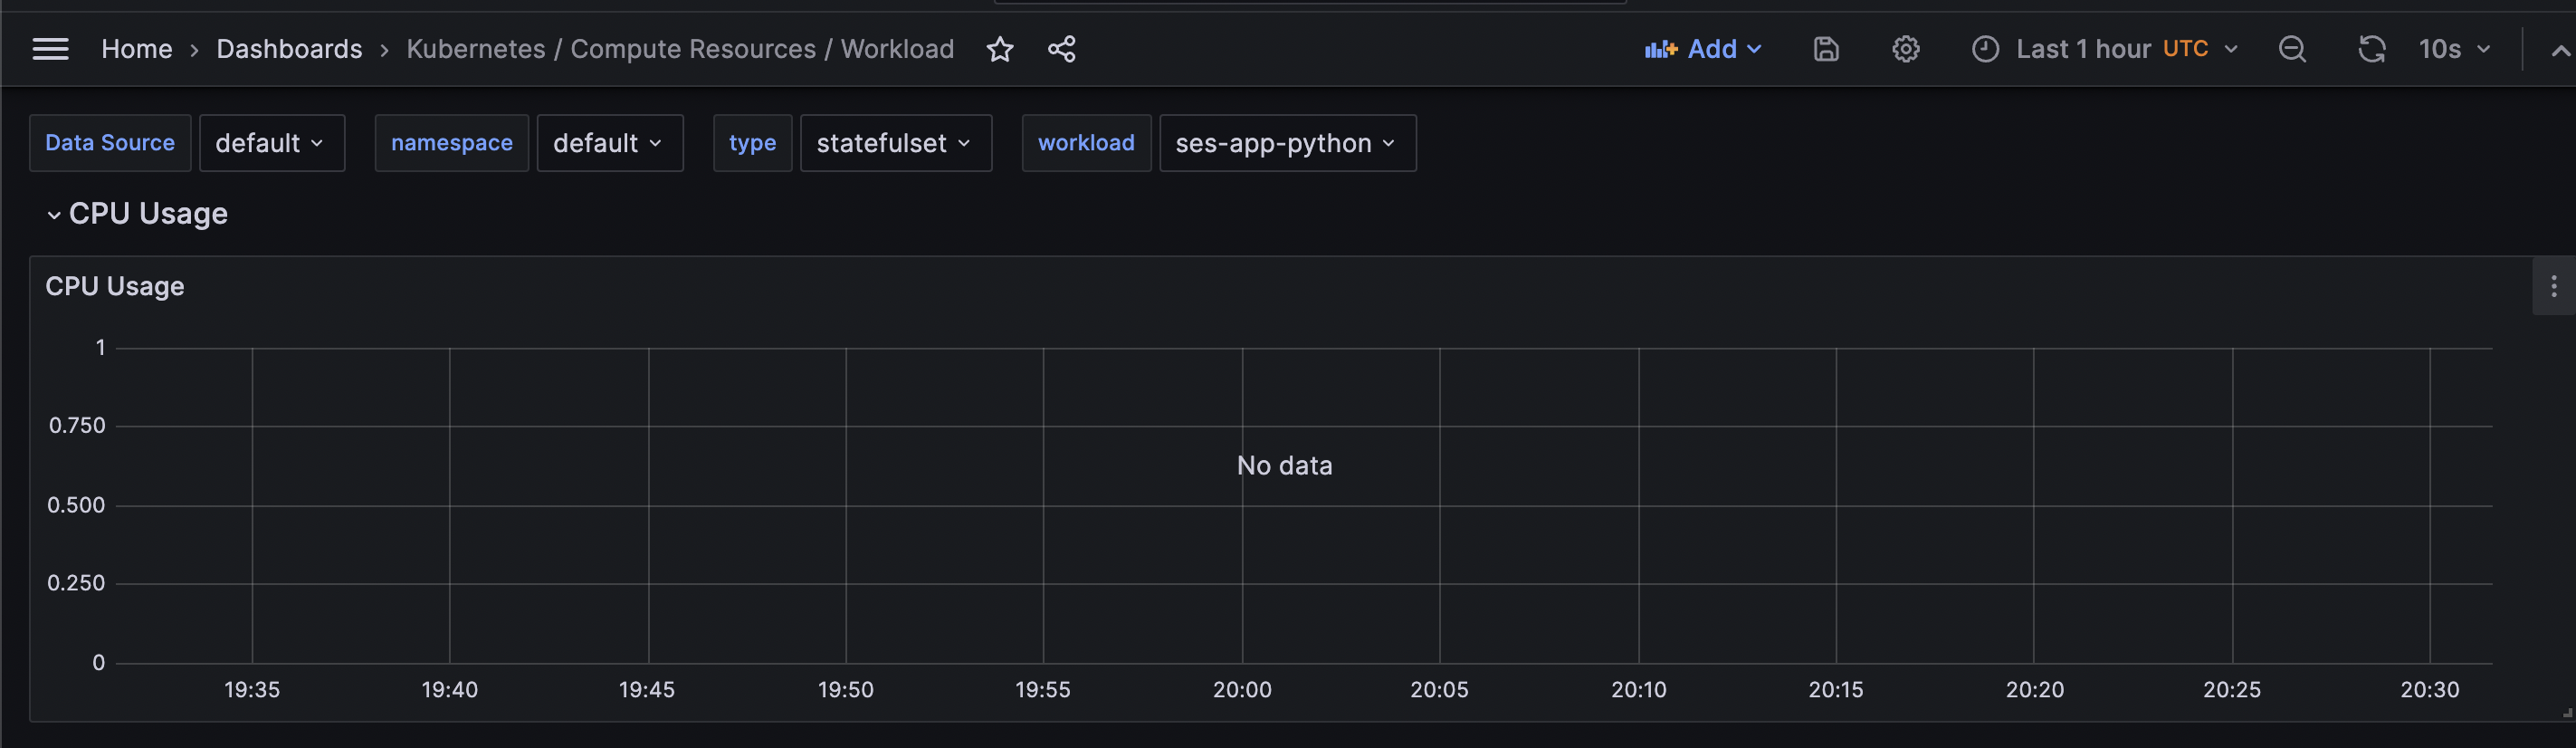 Home › Dashboards › Kubernetes / Compute Resources / Workload Add Last 1 hour UTC 10s
Data Source default namespace default type statefulset workload ses-app-python
CPU Usage
CPU Usage
1
0.750
No data
0.500
0.250
0
19:35 19:40 19:45 19:50 19:55 20:00 20:05 20:10 20:15 20:20 20:25 20:30